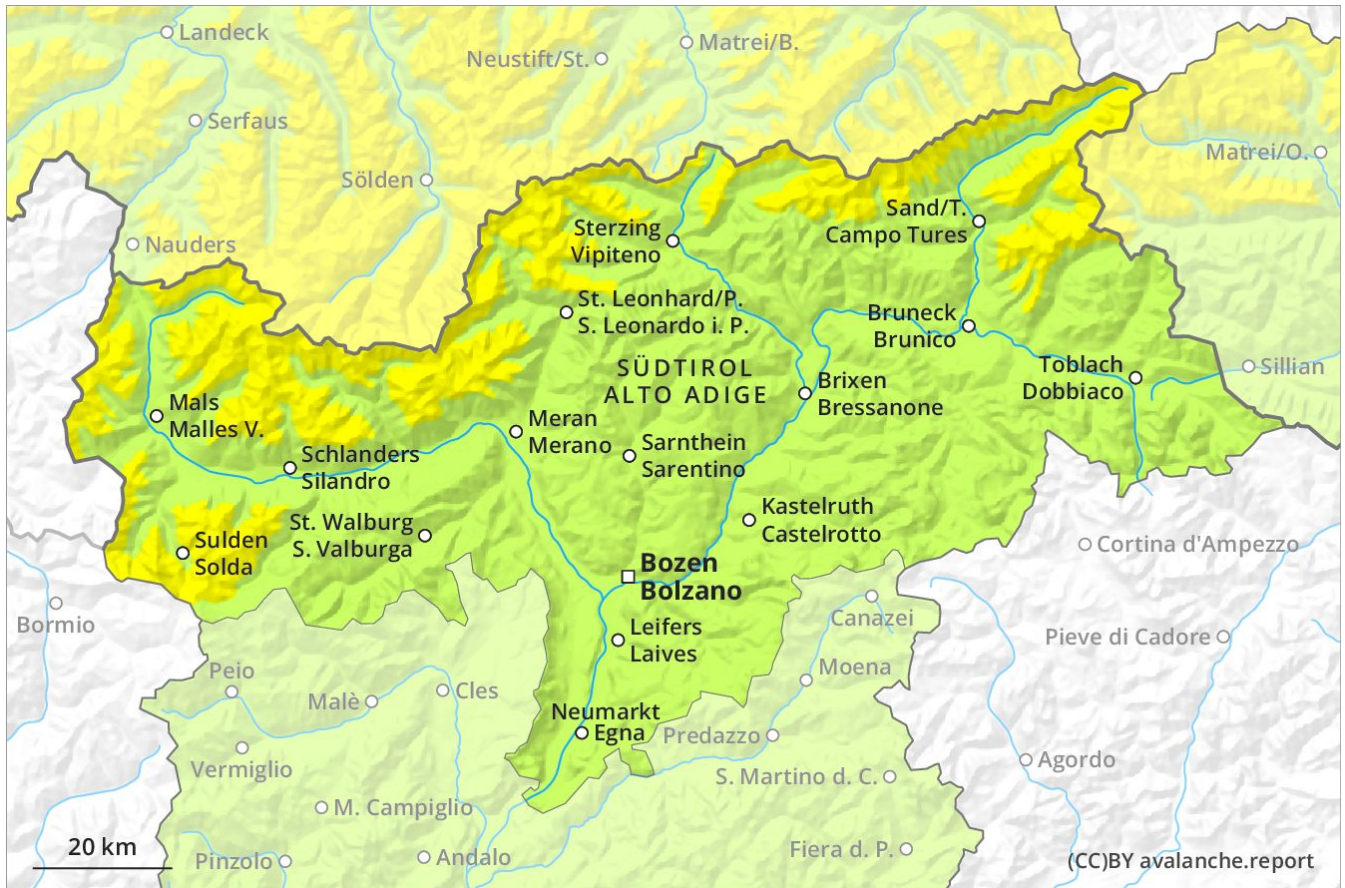 Landeck
Matrei/B.
Neustift/St.
Serfaus
Matrei/O.
Sölden
Sand/T.
Campo Tures
Nauders
Sterzing
Vipiteno
St. Leonhard/P.
S. Leonardo i. P.
Bruneck
Brunico
SÜDTIROL
ALTO ADIGE
Toblach
Dobbiaco
Sillian
Brixen
Bressanone
Mals
Malles V.
Meran
Merano
Sarnthein
Sarentino
Schlanders
Silandro
Kastelruth
Castelrotto
St. Walburg
S. Valburga
Sulden
Solda
Cortina d'Ampezzo
Bozen
Bolzano
Bormio
Canazei
Leifers
Laives
Pieve di Cadore
Peio
Moena
Malè
Cles
Neumarkt
Egna
Predazzo
Vermiglio
Agordo
S. Martino d. C.
M. Campiglio
20 km
Pinzolo
Andalo
Fiera d. P.
(CC)BY avalanche.report